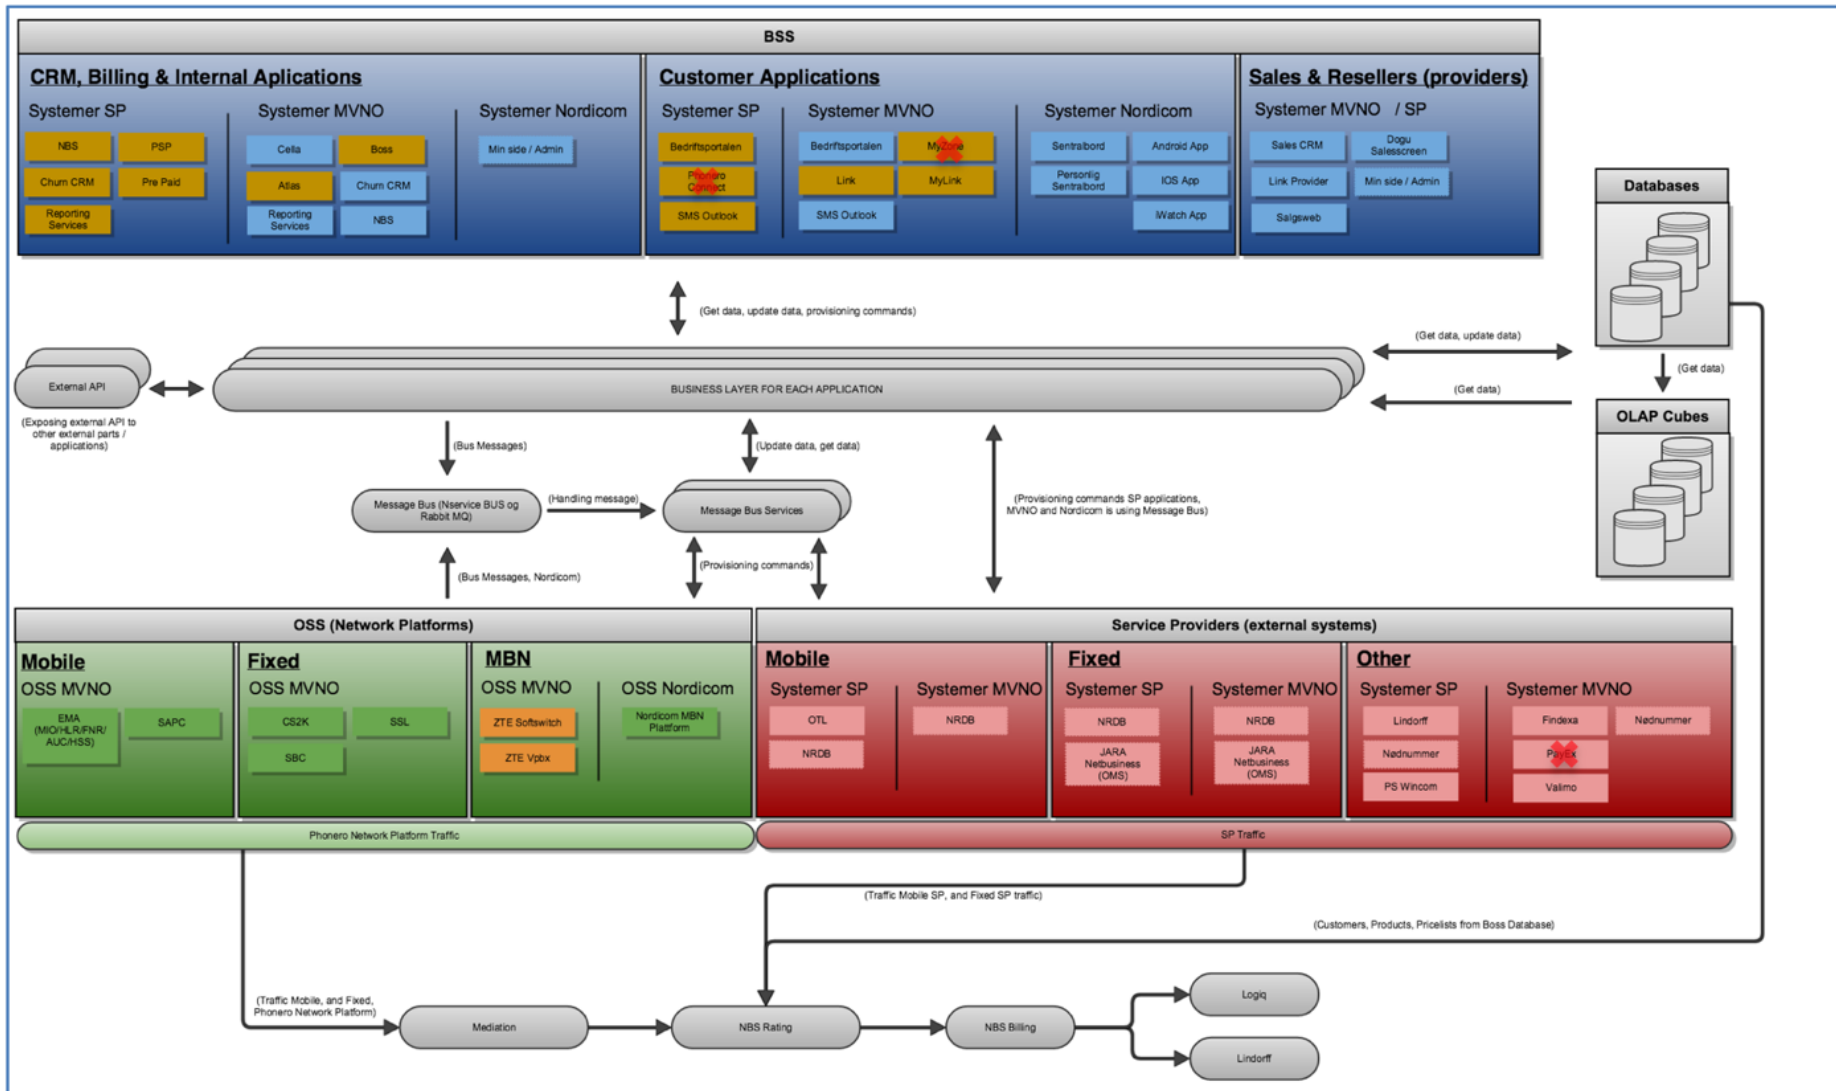 BSS
CRM, Billing & Internal Aplications
Systemer SP
NBS
PSP
Churn CRM
Pre Paid
Reporting
Services
Systemer MVNO
Cella
Boss
Atlas
Churn CRM
Reporting
Services
NBS
Systemer Nordicom
Min side / Admin
Customer Applications
Systemer SP
Bedriftsportalen
Phonero
Connect
SMS Outlook
Systemer MVNO
Bedriftsportalen
MyZone
Link
MyLink
SMS Outlook
Systemer Nordicom
Sentralbord
Android App
Personlig
Sentralbord
IOS App
iWatch App
Sales & Resellers (providers)
Systemer MVNO / SP
Sales CRM
Dogu
Salesscreen
Link Provider
Min side / Admin
Salgsweb
Databases
(Get data, update data, provisioning commands)
(Get data, update data)
(Get data)
External API
BUSINESS LAYER FOR EACH APPLICATION
(Get data)
OLAP Cubes
(Exposing external API to
other external parts /
applications)
(Bus Messages)
(Update data, get data)
Message Bus (Nservice BUS og
Rabbit MQ)
(Handling message)
Message Bus Services
(Provisioning commands SP applications,
MVNO and Nordicom is using Message Bus)
(Bus Messages, Nordicom)
(Provisioning commands)
OSS (Network Platforms)
Mobile
OSS MVNO
EMA
(MIO/HLR/FNR/
AUC/HSS)
SAPC
Fixed
OSS MVNO
CS2K
SSL
SBC
MBN
OSS MVNO
ZTE Softswitch
ZTE Vpbx
OSS Nordicom
Nordicom MBN
Plattform
Service Providers (external systems)
Mobile
Systemer SP
OTL
NRDB
Systemer MVNO
NRDB
Fixed
Systemer SP
NRDB
JARA
Netbusiness
(OMS)
Systemer MVNO
NRDB
JARA
Netbusiness
(OMS)
Other
Systemer SP
Lindorff
Nødnummer
PS Wincom
Systemer MVNO
Findexa
Nødnummer
PayEx
Valimo
Phonero Network Platform Traffic
SP Traffic
(Traffic Mobile SP, and Fixed SP traffic)
(Customers, Products, Pricelists from Boss Database)
(Traffic Mobile, and Fixed,
Phonero Network Platform)
Mediation
NBS Rating
NBS Billing
Logiq
Lindorff